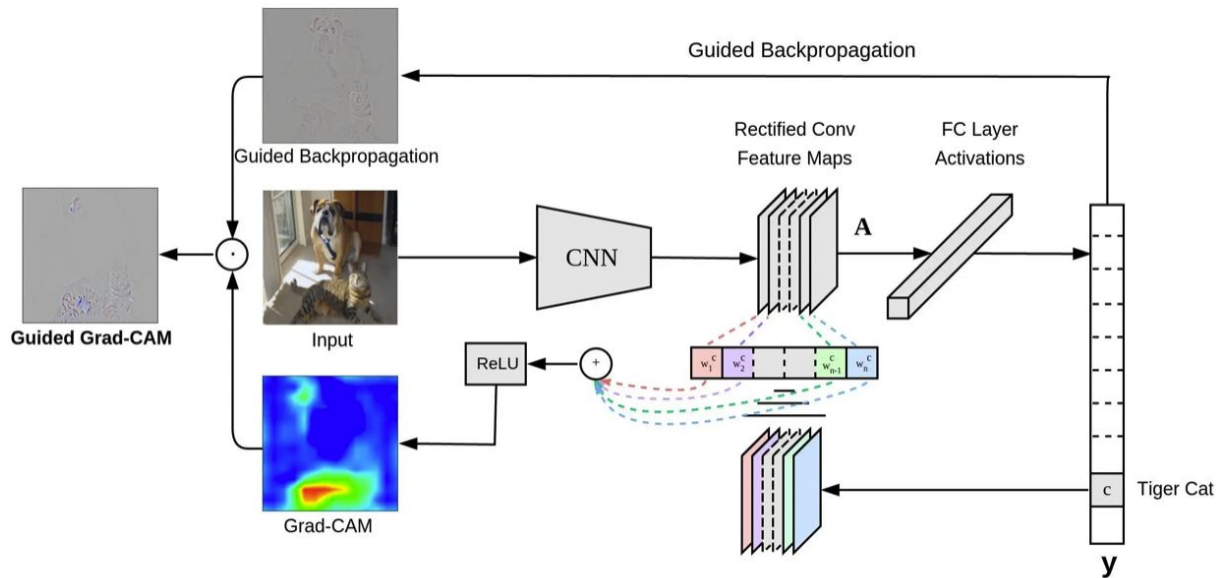 Guided Backpropagation
Guided Backpropagation
Rectified Conv
Feature Maps
FC Layer
Activations
A
CNN
Guided Grad-CAM
Input
ReLU
+
w₁ᶜ w₂ᶜ wₙ₋₁ᶜ wₙᶜ
Grad-CAM
c
Tiger Cat
y